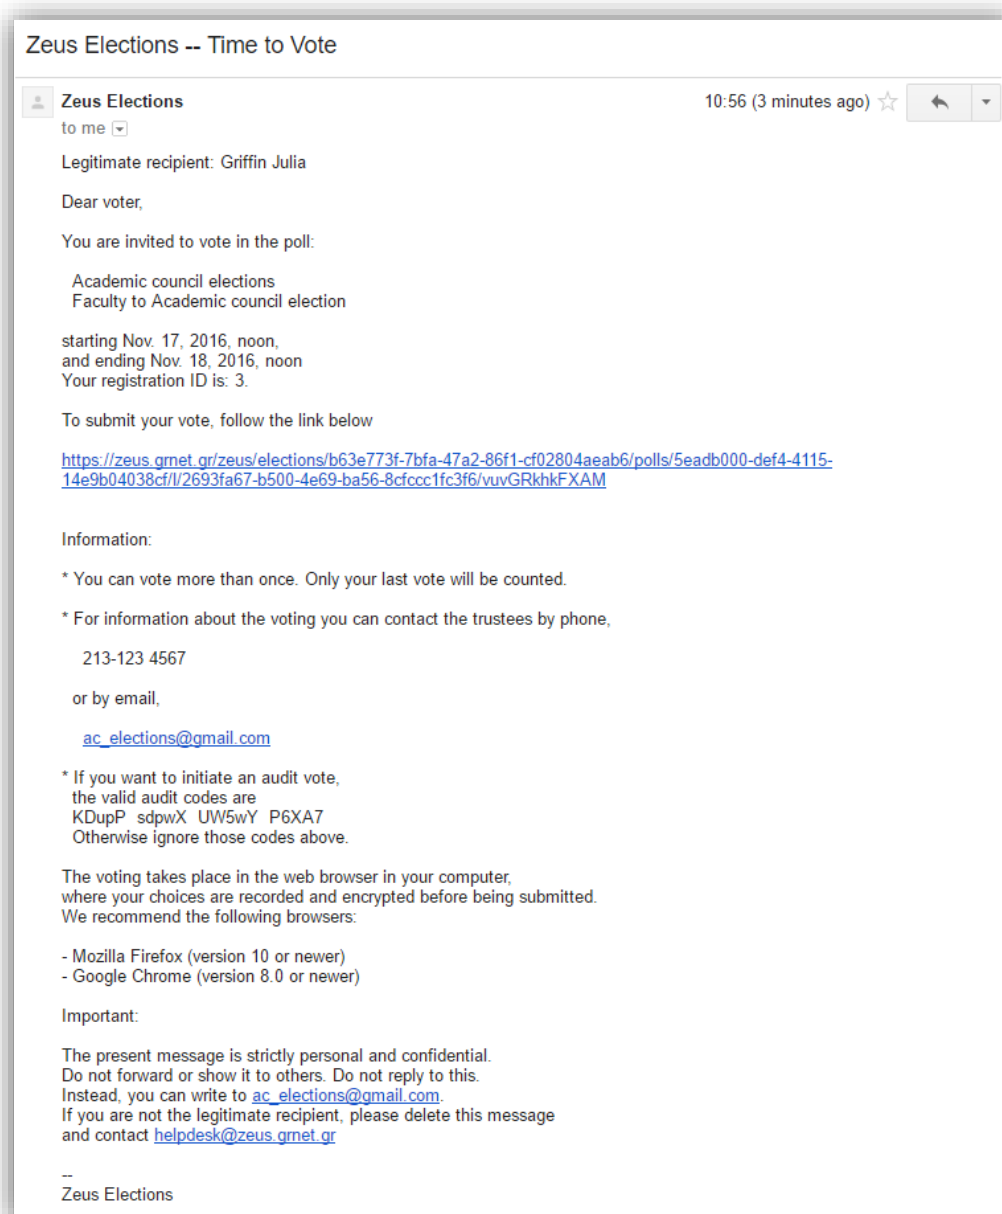 Zeus Elections -- Time to Vote
Zeus Elections 10:56 (3 minutes ago)
to me
Legitimate recipient: Griffin Julia
Dear voter,
You are invited to vote in the poll:
Academic council elections
Faculty to Academic council election
starting Nov. 17, 2016, noon,
and ending Nov. 18, 2016, noon
Your registration ID is: 3.
To submit your vote, follow the link below
https://zeus.grnet.gr/zeus/elections/b63e773f-7bfa-47a2-86f1-cf02804aeab6/polls/5eadb000-def4-4115-
14e9b04038cf/l/2693fa67-b500-4e69-ba56-8cfccc1fc3f6/vuvGRkhkFXAM
Information:
* You can vote more than once. Only your last vote will be counted.
* For information about the voting you can contact the trustees by phone,
213-123 4567
or by email,
ac_elections@gmail.com
* If you want to initiate an audit vote,
the valid audit codes are
KDupP sdpwX UW5wY P6XA7
Otherwise ignore those codes above.
The voting takes place in the web browser in your computer,
where your choices are recorded and encrypted before being submitted.
We recommend the following browsers:
- Mozilla Firefox (version 10 or newer)
- Google Chrome (version 8.0 or newer)
Important:
The present message is strictly personal and confidential.
Do not forward or show it to others. Do not reply to this.
Instead, you can write to ac_elections@gmail.com.
If you are not the legitimate recipient, please delete this message
and contact helpdesk@zeus.grnet.gr
--
Zeus Elections